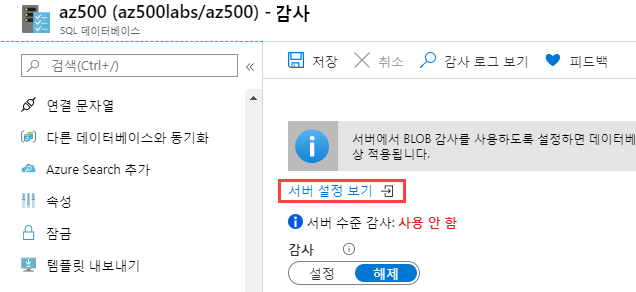 az500 (az500labs/az500) - 감사
SQL 데이터베이스
검색(Ctrl+/)
연결 문자열
다른 데이터베이스와 동기화
Azure Search 추가
속성
잠금
템플릿 내보내기
저장 취소 감사 로그 보기 피드백
서버에서 BLOB 감사를 사용하도록 설정하면 데이터베
상 적용됩니다.
서버 설정 보기
서버 수준 감사: 사용 안 함
감사
설정 해제